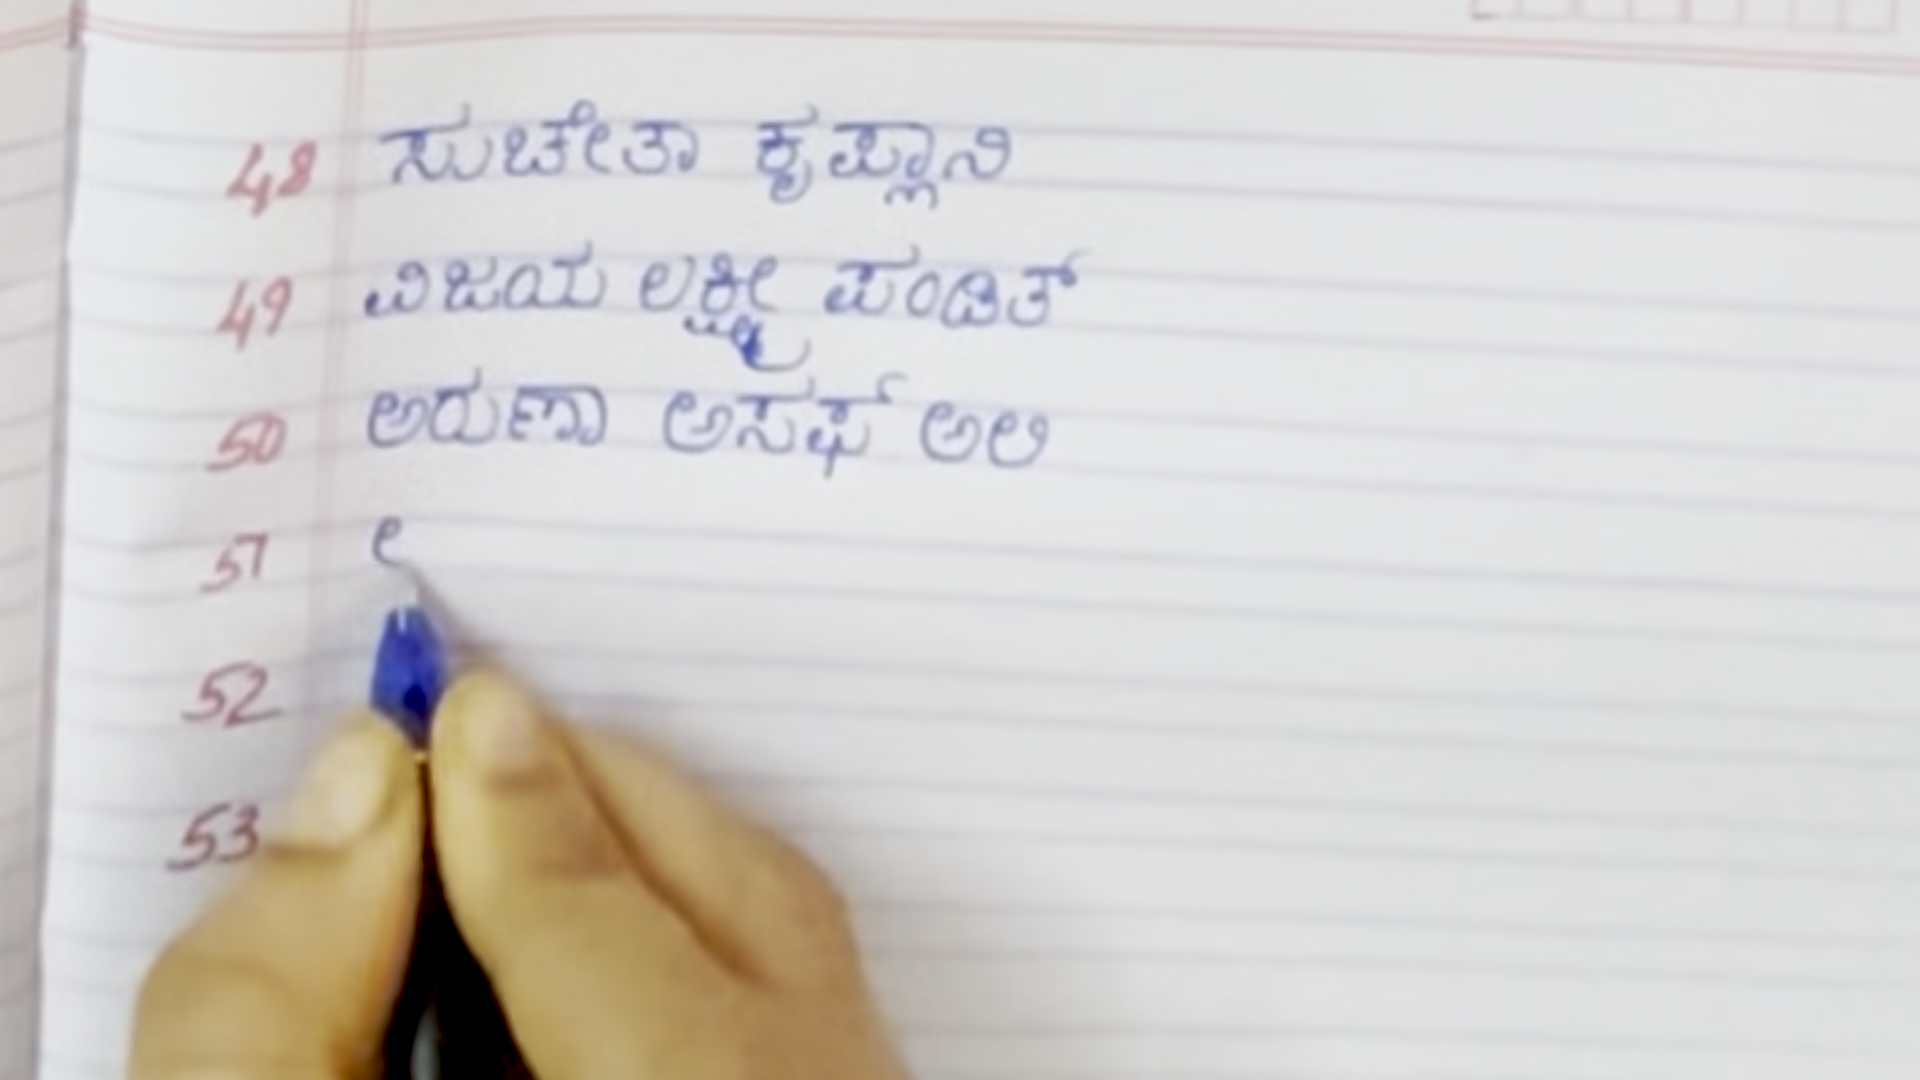 48 ಸುಚೇತಾ ಕೃಪ್ಲಾನಿ
49 ವಿಜಯ ಲಕ್ಷ್ಮೀ ಪಂಡಿತ್
50 ಅರುಣಾ ಅಸಫ್ ಅಲಿ
51
52
53